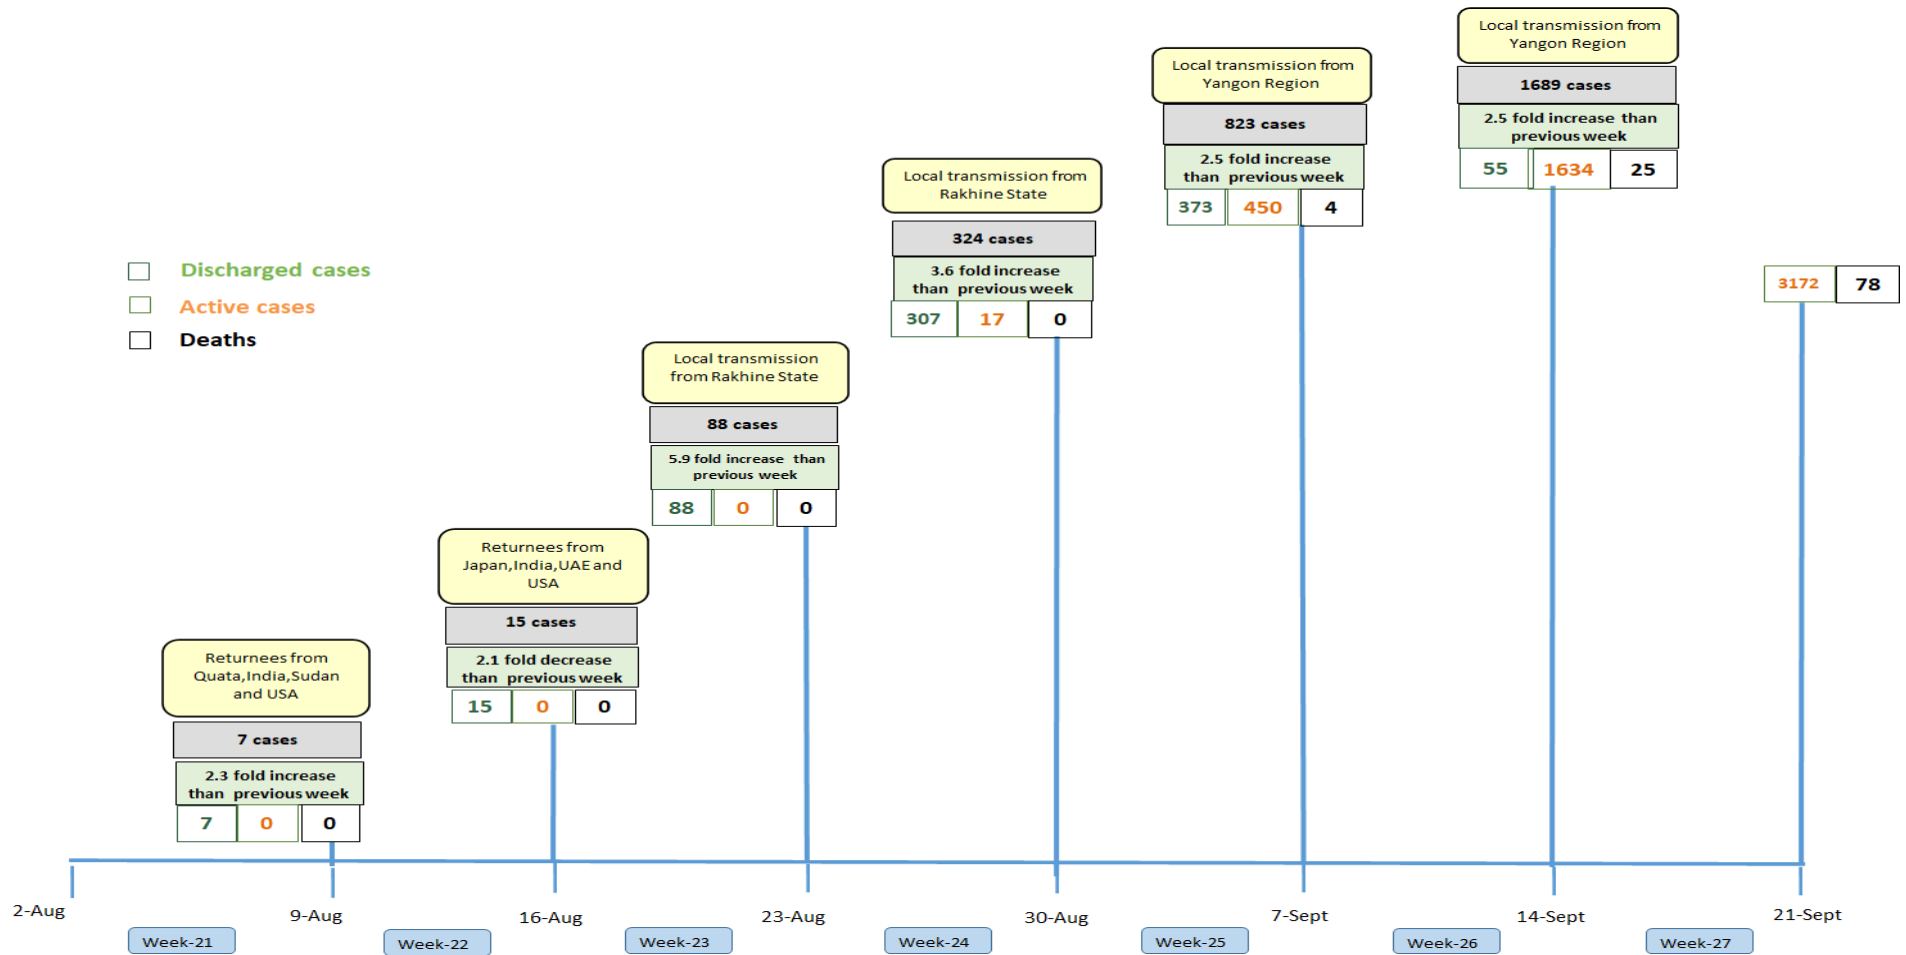 Local transmission from
Yangon Region
1689 cases
2.5 fold increase than
previous week
55 1634 25
Local transmission from
Yangon Region
823 cases
2.5 fold increase
than previous week
373 450 4
Local transmission from
Rakhine State
324 cases
3.6 fold increase
than previous week
307 17 0
3172 78
Discharged cases
Active cases
Deaths
Local transmission
from Rakhine State
88 cases
5.9 fold increase than
previous week
88 0 0
Returnees from
Japan,India,UAE and
USA
15 cases
2.1 fold decrease
than previous week
15 0 0
Returnees from
Quata,India,Sudan
and USA
7 cases
2.3 fold increase
than previous week
7 0 0
2-Aug 9-Aug 16-Aug 23-Aug 30-Aug 7-Sept 14-Sept 21-Sept
Week-21 Week-22 Week-23 Week-24 Week-25 Week-26 Week-27